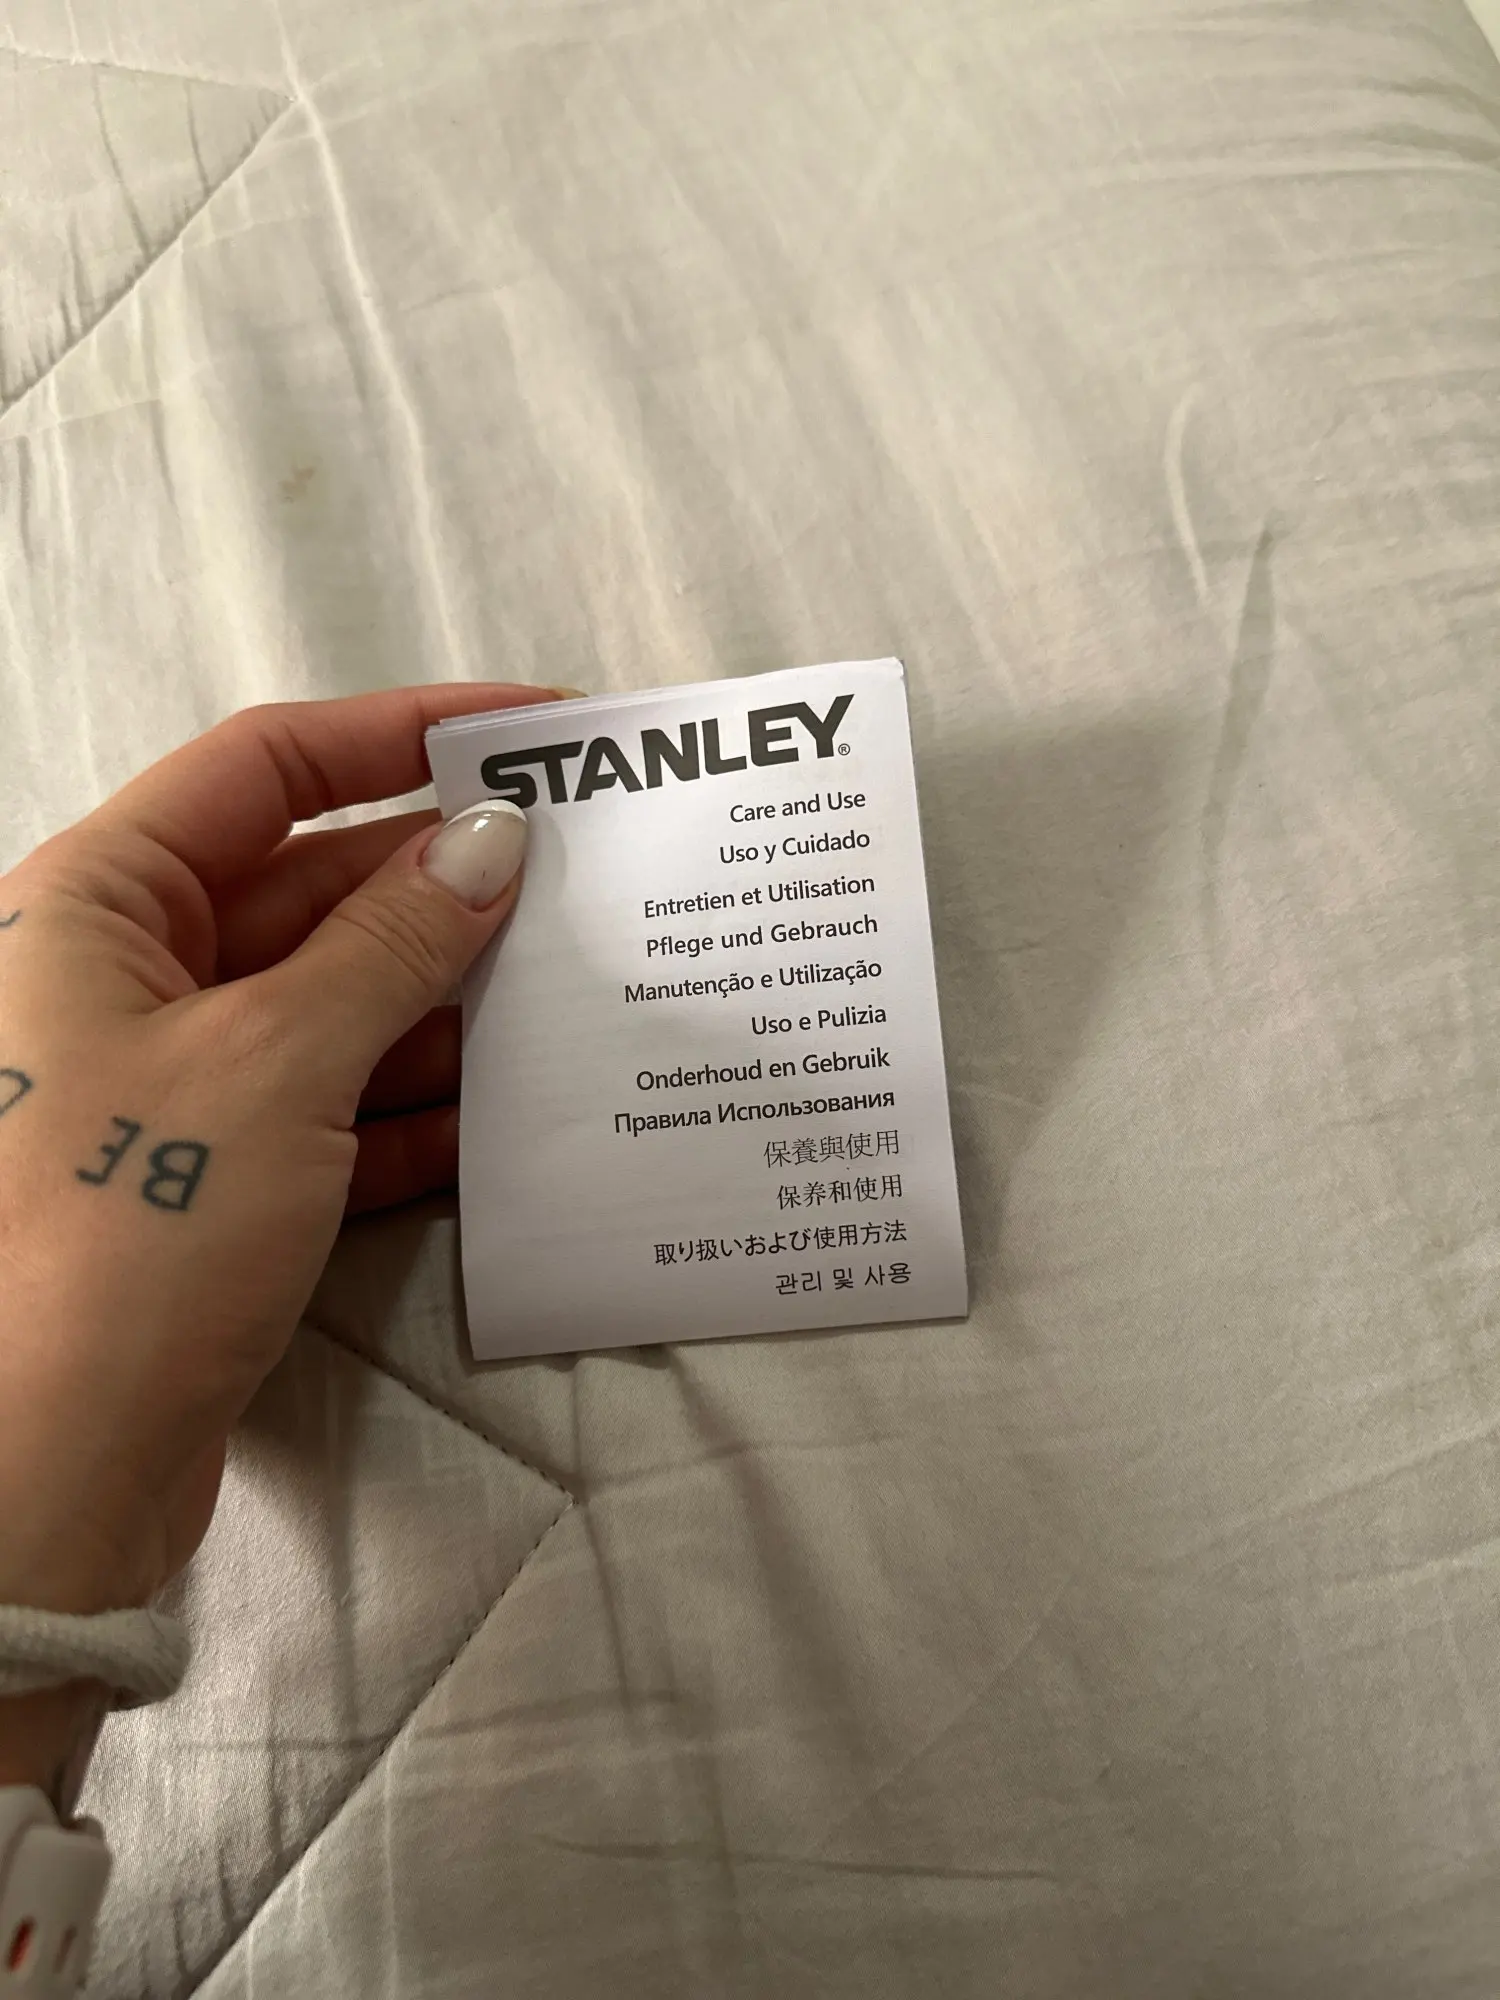 STANLEY®
Care and Use
Uso y Cuidado
Entretien et Utilisation
Pflege und Gebrauch
Manutenção e Utilização
Uso e Pulizia
Onderhoud en Gebruik
Правила Использования
保養與使用
保养和使用
取り扱いおよび使用方法
관리 및 사용
BE